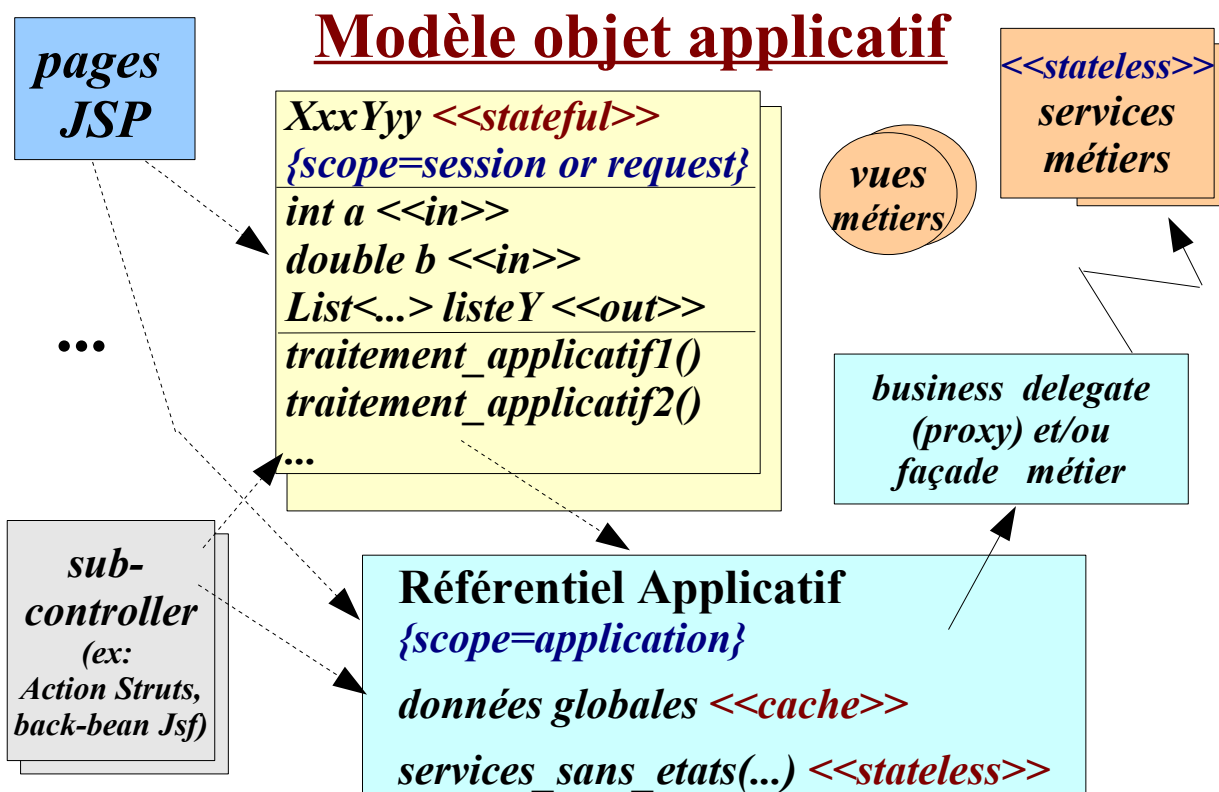 Modèle objet applicatif
pages
JSP
XxxYyy <<stateful>>
{scope=session or request}
int a <<in>>
double b <<in>>
List<...> listeY <<out>>
traitement_applicatif1()
traitement_applicatif2()
...
vues
métiers
<<stateless>>
services
métiers
...
business delegate
(proxy) et/ou
façade métier
sub-
controller
(ex:
Action Struts,
back-bean Jsf)
Référentiel Applicatif
{scope=application}
données globales <<cache>>
services_sans_etats(...) <<stateless>>